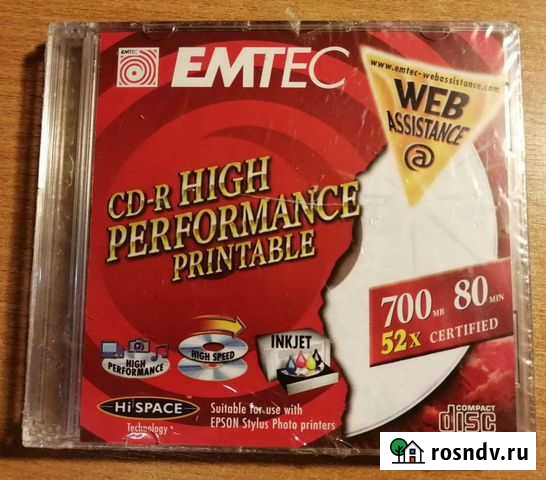 EMTEC
EMTEC
www.emtec-webassistance.com
WEB
ASSISTANCE
@
CD-R HIGH
PERFORMANCE
PRINTABLE
700 MB 80 MIN
52x CERTIFIED
HIGH
PERFORMANCE
HIGH SPEED
INKJET
Hi SPACE
Technology
Suitable for use with
EPSON Stylus Photo printers
COMPACT
disc
rosndv.ru